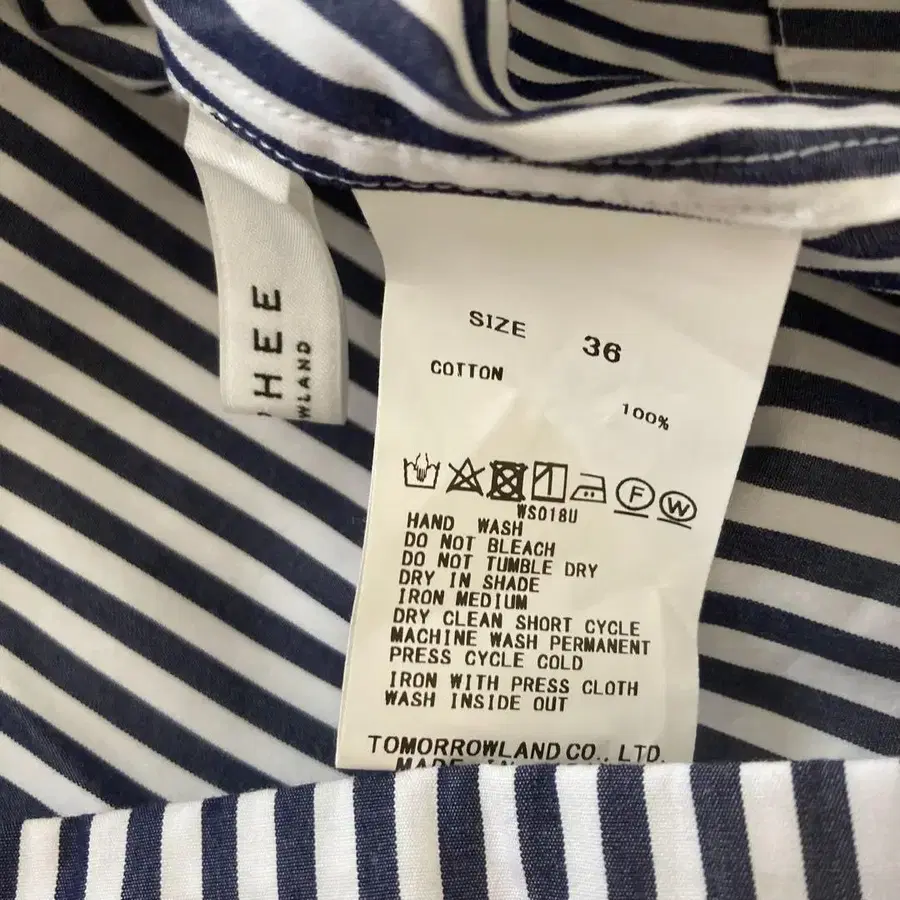 HEE
SIZE 36
COTTON
100%
F W
WS018U
HAND WASH
DO NOT BLEACH
DO NOT TUMBLE DRY
DRY IN SHADE
IRON MEDIUM
DRY CLEAN SHORT CYCLE
MACHINE WASH PERMANENT
PRESS CYCLE COLD
IRON WITH PRESS CLOTH
WASH INSIDE OUT
TOMORROWLAND CO., LTD.
MADE IN